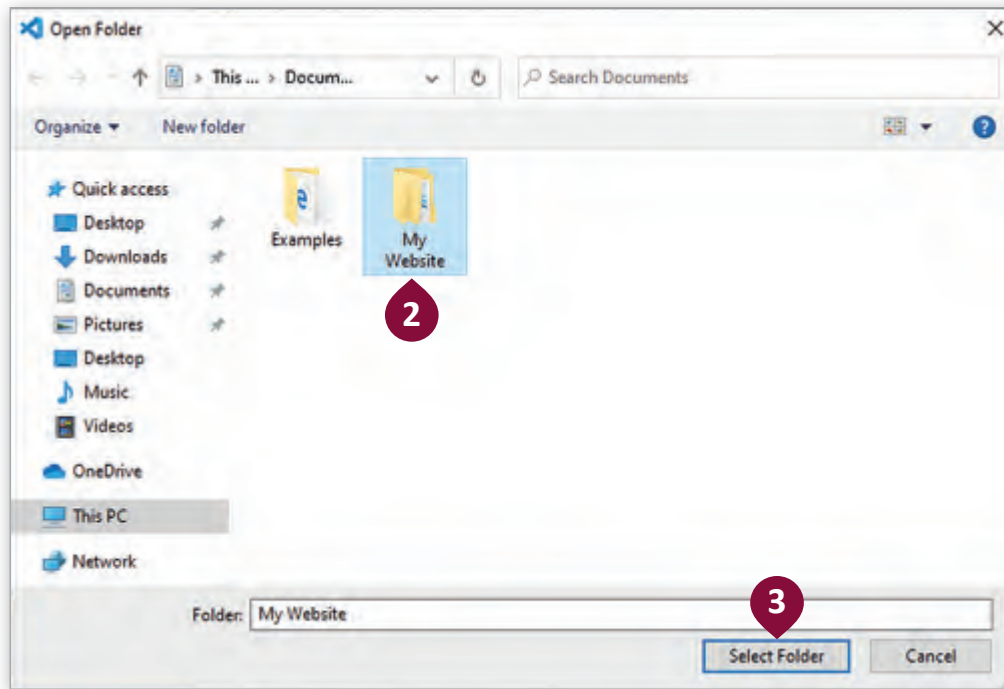 Open Folder
This ... > Docum...
Search Documents
Organize
New folder
?
Quick access
Desktop
Downloads
Documents
Pictures
Desktop
Music
Videos
OneDrive
This PC
Network
Examples
My
Website
2
Folder: My Website
3
Select Folder
Cancel